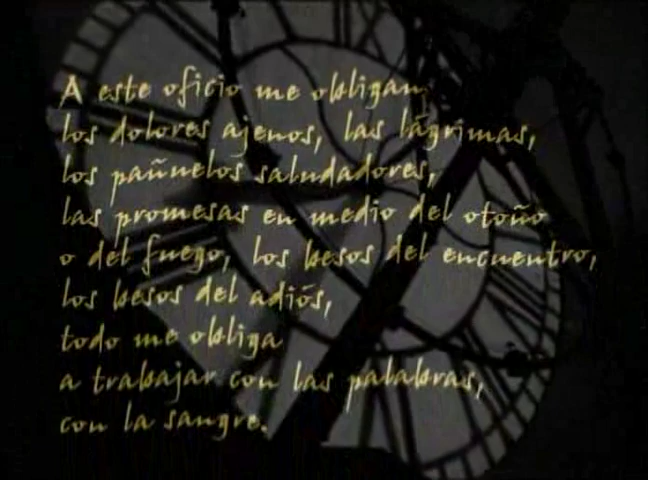 A este oficio me obligan
los dolores ajenos, las lágrimas,
los pañuelos saludadores,
las promesas en medio del otoño
o del fuego, los besos del encuentro,
los besos del adiós,
todo me obliga
a trabajar con las palabras,
con la sangre.